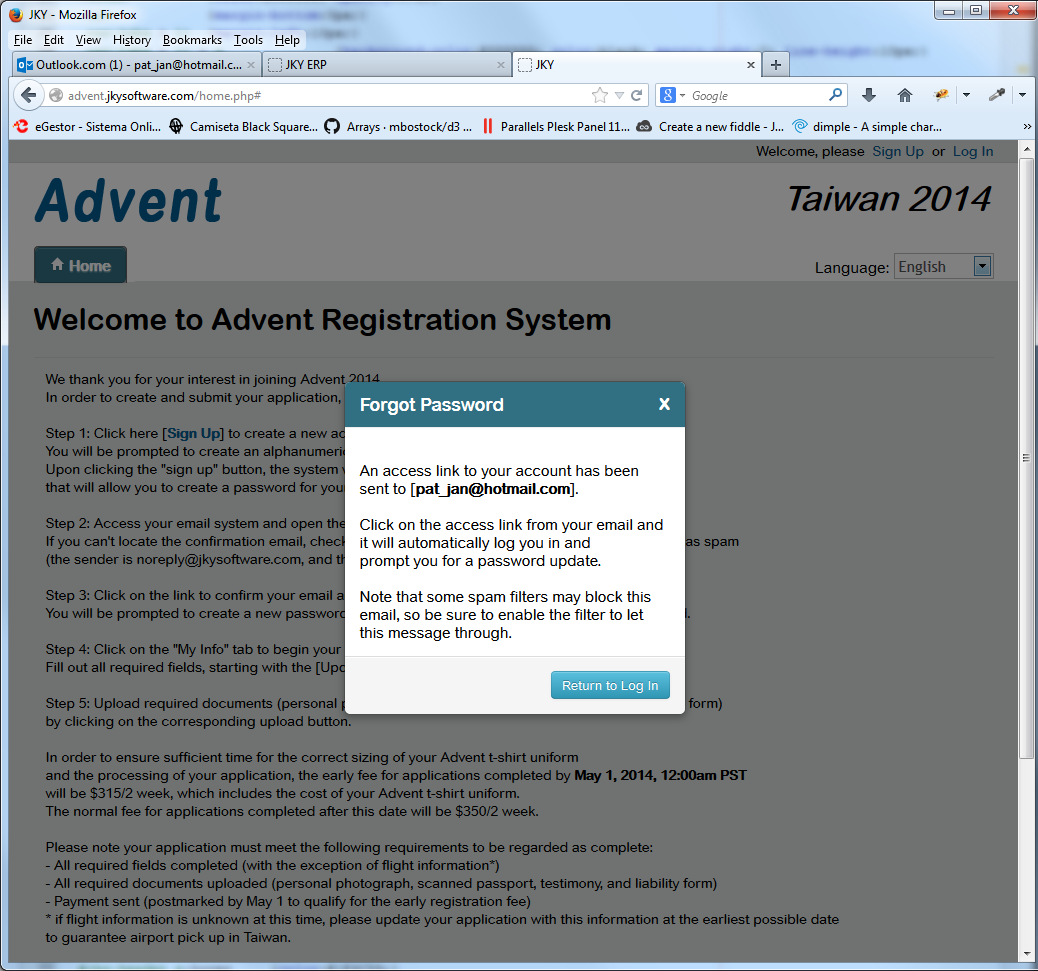 JKY - Mozilla Firefox
File Edit View History Bookmarks Tools Help
Outlook.com (1) - pat_jan@hotmail.c... × JKY ERP × JKY × +
advent.jkysoftware.com/home.php# Google
eGestor - Sistema Onli... Camiseta Black Square... Arrays · mbostock/d3 ... Parallels Plesk Panel 11... Create a new fiddle - J... dimple - A simple char... »
Welcome, please Sign Up or Log In
Advent
Taiwan 2014
Home
Language: English
Welcome to Advent Registration System
We thank you for your interest in joining Advent 2014
In order to create and submit your application,
Step 1: Click here [Sign Up] to create a new
You will be prompted to create an
Upon clicking the "sign up" button, the system
that will allow you to create a password for
Step 2: Access your email system and open the
If you can't locate the confirmation email, as spam
(the sender is noreply@jkysoftware.com, and
Step 3: Click on the link to confirm your email
You will be prompted to create a new password
Step 4: Click on the "My Info" tab to begin your
Fill out all required fields, starting with the
Step 5: Upload required documents (personal form)
by clicking on the corresponding upload button.
In order to ensure sufficient time for the correct sizing of your Advent t-shirt uniform
and the processing of your application, the early fee for applications completed by May 1, 2014, 12:00am PST
will be $315/2 week, which includes the cost of your Advent t-shirt uniform.
The normal fee for applications completed after this date will be $350/2 week.
Please note your application must meet the following requirements to be regarded as complete:
- All required fields completed (with the exception of flight information*)
- All required documents uploaded (personal photograph, scanned passport, testimony, and liability form)
- Payment sent (postmarked by May 1 to qualify for the early registration fee)
* if flight information is unknown at this time, please update your application with this information at the earliest possible date
to guarantee airport pick up in Taiwan.
Forgot Password X
An access link to your account has been
sent to [pat_jan@hotmail.com].
Click on the access link from your email and
it will automatically log you in and
prompt you for a password update.
Note that some spam filters may block this
email, so be sure to enable the filter to let
this message through.
Return to Log In